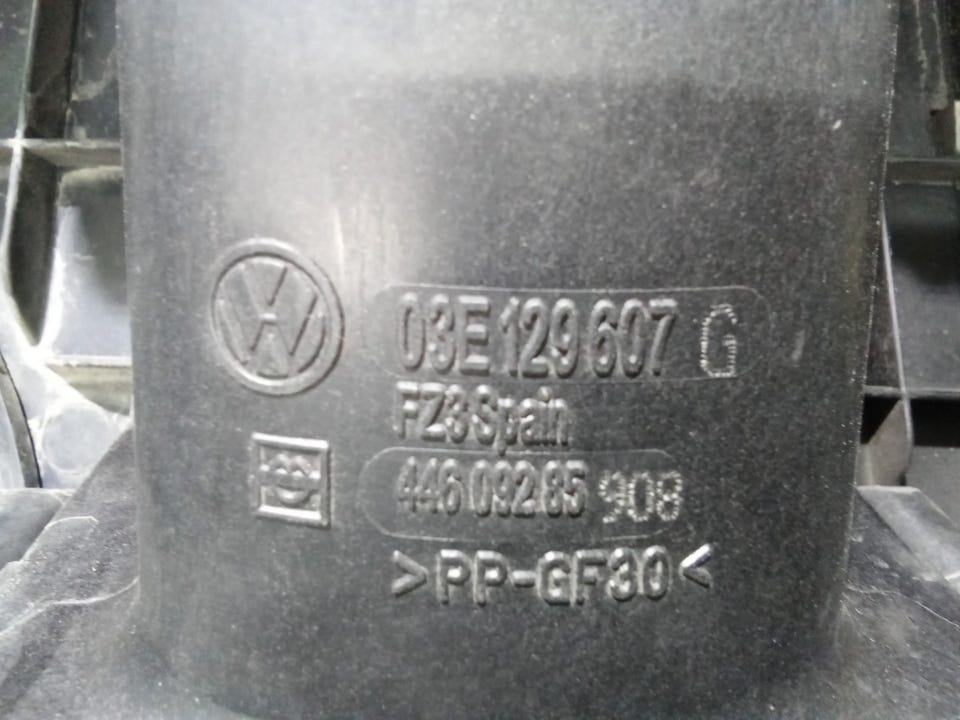 03E 129 607 G
FZ3 Spain
446 092 85 908
>PP-GF30<